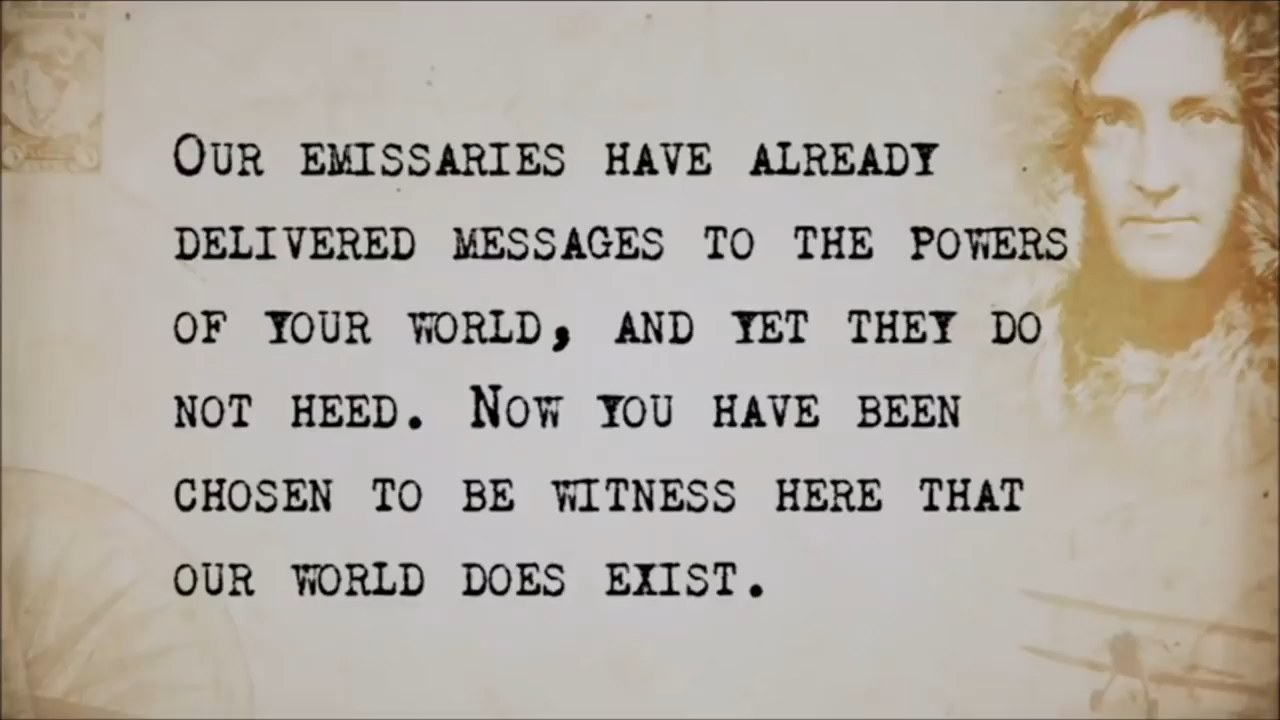 Our emissaries have already
delivered messages to the powers
of your world, and yet they do
not heed. Now you have been
chosen to be witness here that
our world does exist.